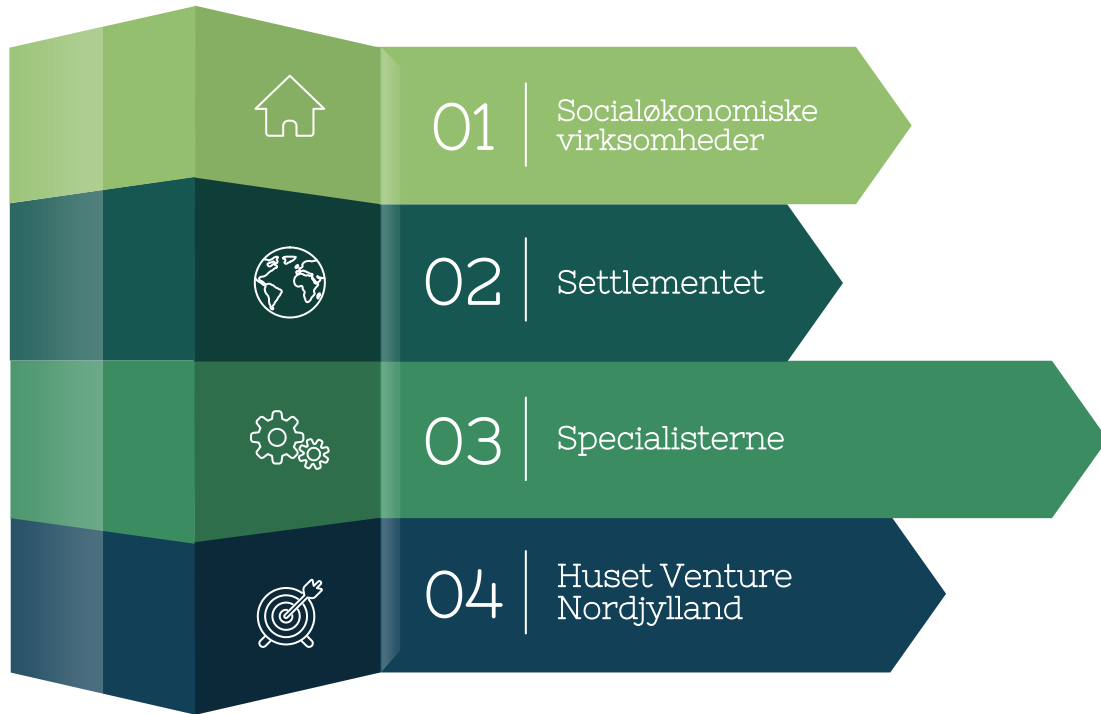 01
Socialøkonomiske
virksomheder
02
Settlementet
03
Specialisterne
04
Huset Venture
Nordjylland